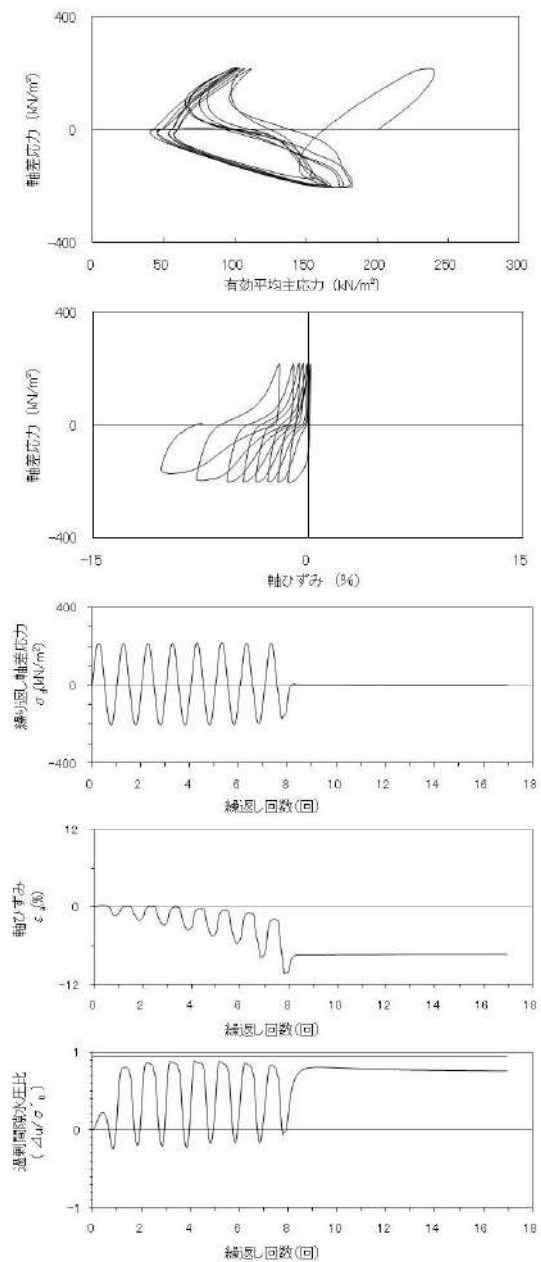 400
0
-400
軸差応力 (kN/m²)
0 50 100 150 200 250 300
有効平均主応力 (kN/m²)
400
0
-400
軸差応力 (kN/m²)
-15 0 15
軸ひずみ (%)
400
0
-400
繰り返し軸差応力
σd(kN/m²)
0 2 4 6 8 10 12 14 16 18
繰返し回数(回)
12
0
-12
軸ひずみ
εa(%)
0 2 4 6 8 10 12 14 16 18
繰返し回数(回)
1
0
-1
過剰間隙水圧比
(Δu/σ'0)
0 2 4 6 8 10 12 14 16 18
繰返し回数(回)